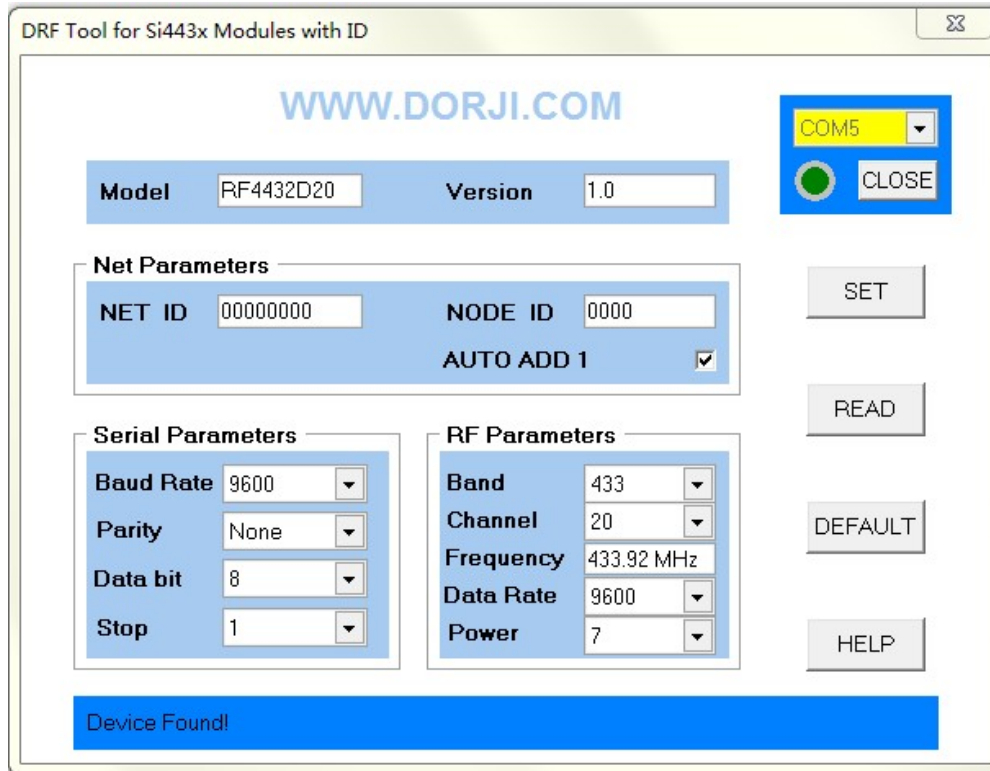 DRF Tool for Si443x Modules with ID
WWW.DORJI.COM
COM5
CLOSE
Model RF4432D20 Version 1.0
Net Parameters
NET ID 00000000 NODE ID 0000
AUTO ADD 1
SET
READ
DEFAULT
HELP
Serial Parameters
Baud Rate 9600
Parity None
Data bit 8
Stop 1
RF Parameters
Band 433
Channel 20
Frequency 433.92 MHz
Data Rate 9600
Power 7
Device Found!